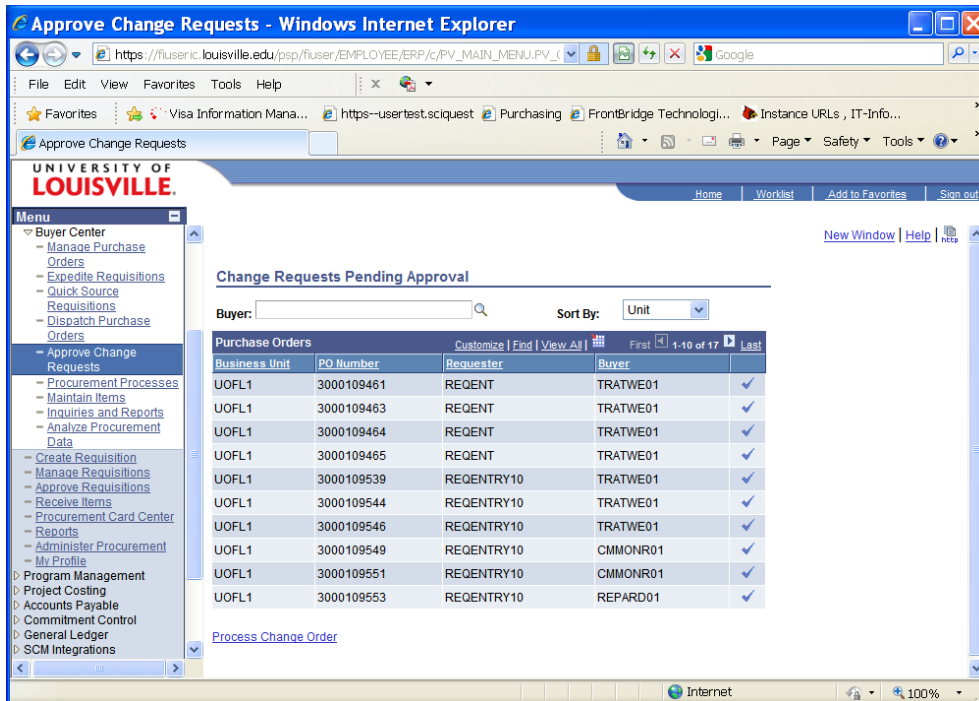 Approve Change Requests - Windows Internet Explorer
https://fiuseric.louisville.edu/psp/fiuser/EMPLOYEE/ERP/c/PV_MAIN_MENU.PV_
Google
File Edit View Favorites Tools Help
x
Favorites Visa Information Mana... https--usertest.sciquest Purchasing FrontBridge Technologi... Instance URLs , IT-Info...
Approve Change Requests
Page Safety Tools
UNIVERSITY OF
LOUISVILLE.
Home Worklist Add to Favorites Sign out
Menu
Buyer Center
Manage Purchase
Orders
Expedite Requisitions
Quick Source
Requisitions
Dispatch Purchase
Orders
Approve Change
Requests
Procurement Processes
Maintain Items
Inquiries and Reports
Analyze Procurement
Data
Create Requisition
Manage Requisitions
Approve Requisitions
Receive Items
Procurement Card Center
Reports
Administer Procurement
My Profile
Program Management
Project Costing
Accounts Payable
Commitment Control
General Ledger
SCM Integrations
New Window | Help | http
Change Requests Pending Approval
Buyer: Sort By: Unit
Purchase Orders Customize | Find | View All | First 1-10 of 17 Last
Business Unit PO Number Requester Buyer
UOFL1 3000109461 REQENT TRATWE01
UOFL1 3000109463 REQENT TRATWE01
UOFL1 3000109464 REQENT TRATWE01
UOFL1 3000109465 REQENT TRATWE01
UOFL1 3000109539 REQENTRY10 TRATWE01
UOFL1 3000109544 REQENTRY10 TRATWE01
UOFL1 3000109546 REQENTRY10 TRATWE01
UOFL1 3000109549 REQENTRY10 CMMONR01
UOFL1 3000109551 REQENTRY10 CMMONR01
UOFL1 3000109553 REQENTRY10 REPARD01
Process Change Order
Internet 100%